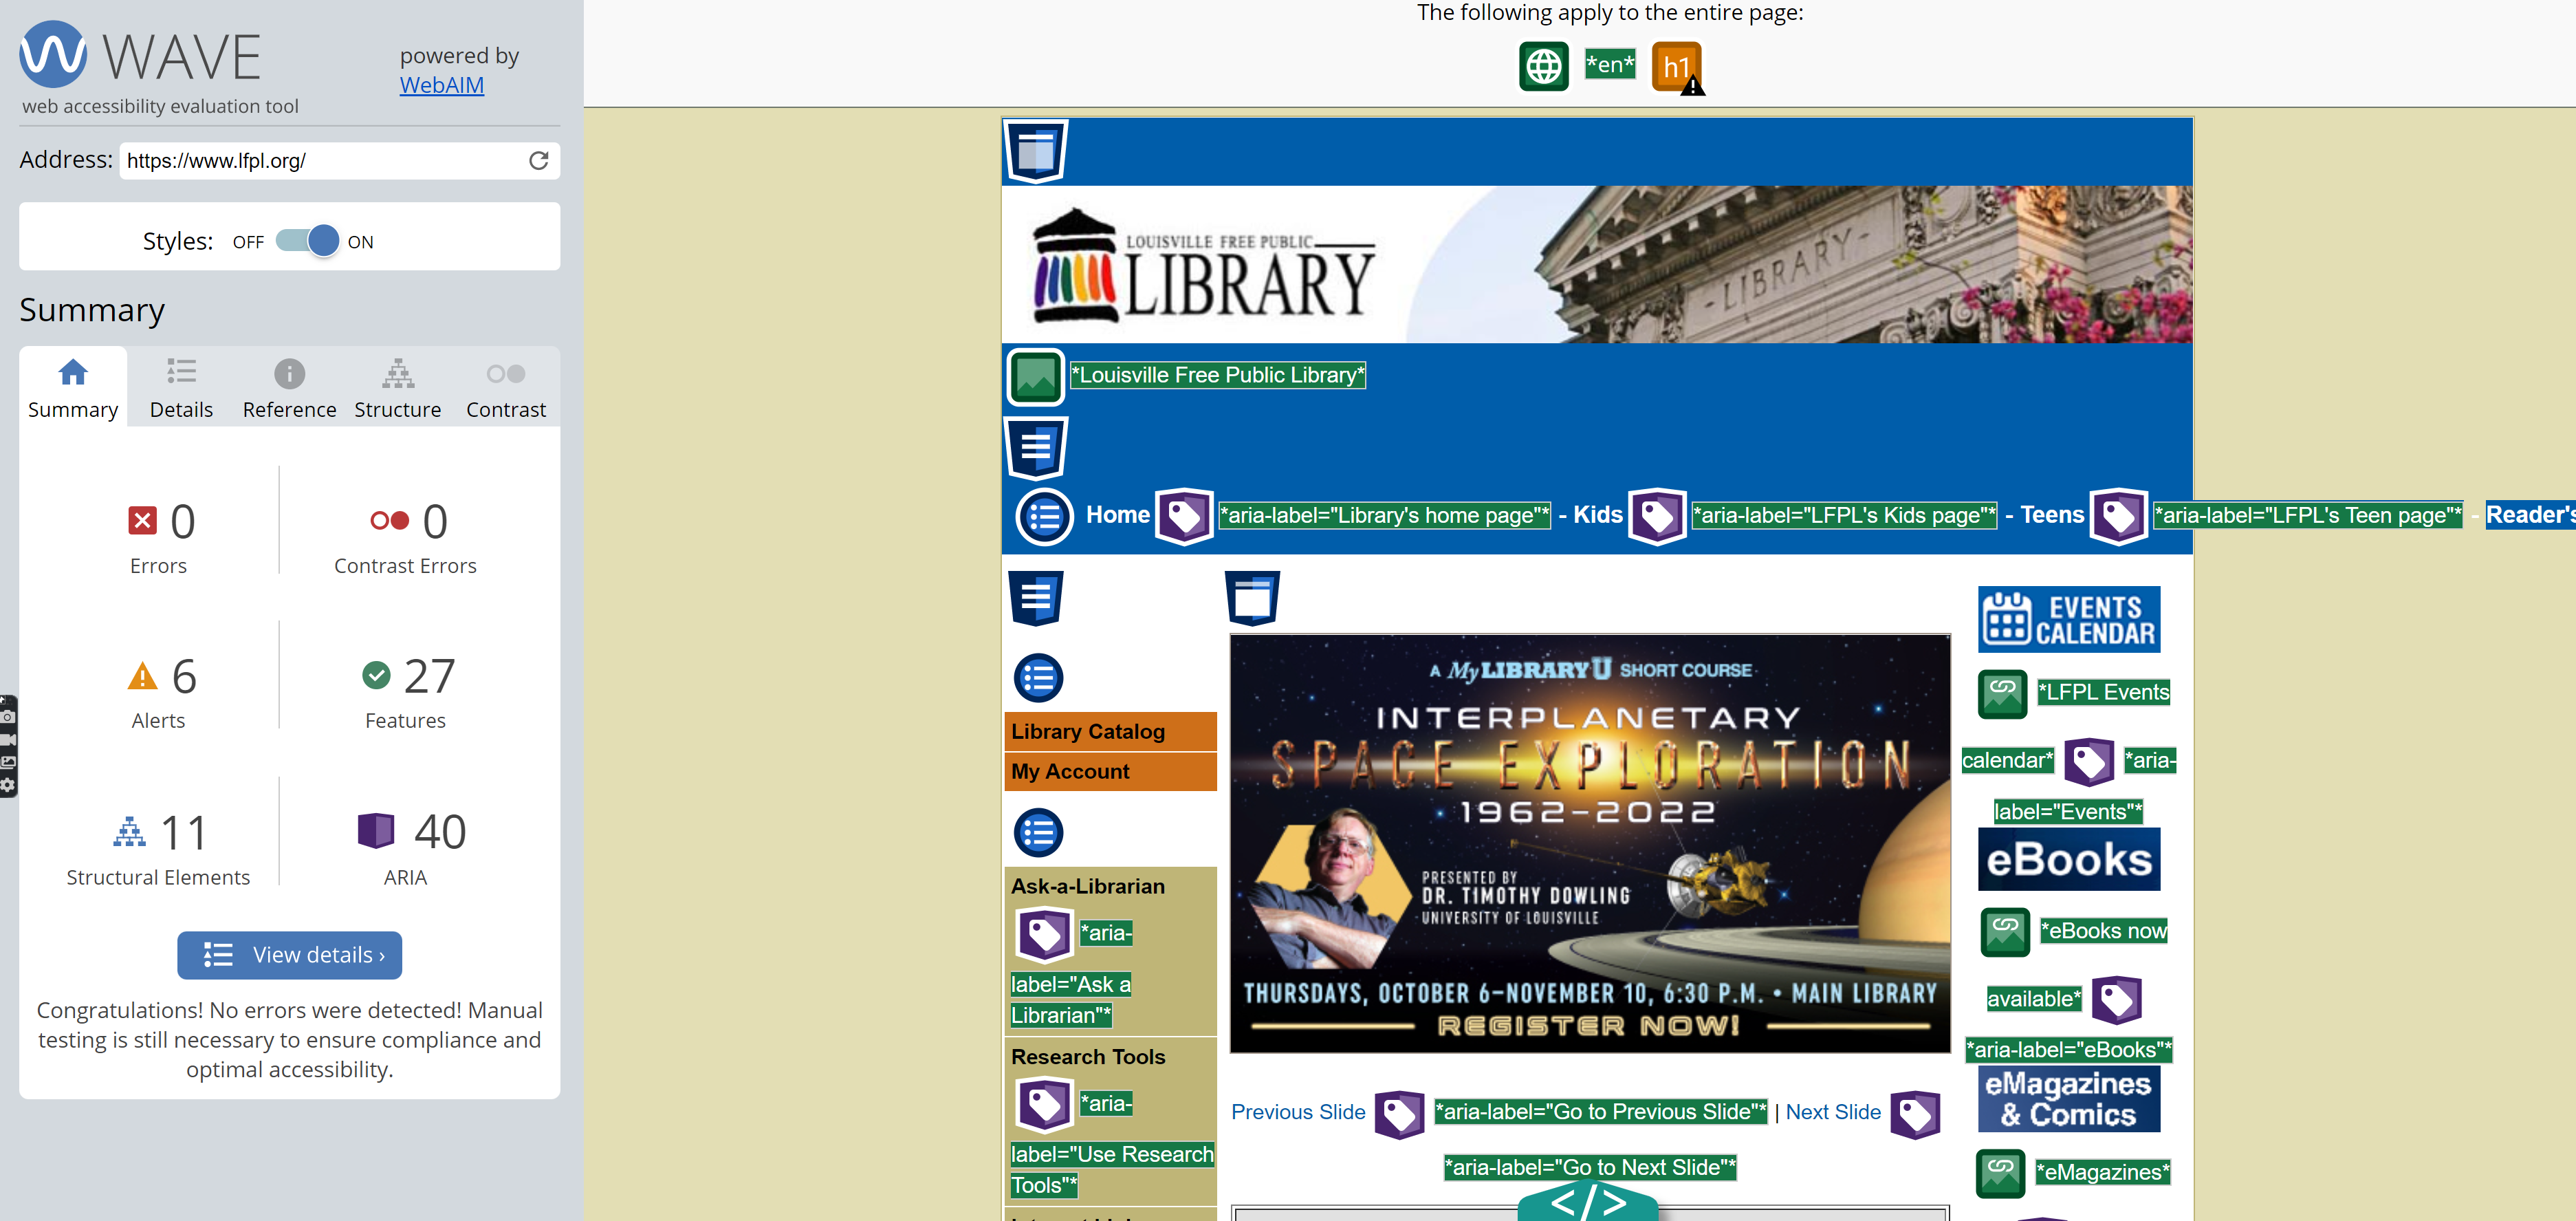 WAVE
powered by
WebAIM
web accessibility evaluation tool
Address: https://www.lfpl.org/
Styles: OFF ON
Summary
Summary Details Reference Structure Contrast
0 0
Errors Contrast Errors
6 27
Alerts Features
11 40
Structural Elements ARIA
View details ›
Congratulations! No errors were detected! Manual
testing is still necessary to ensure compliance and
optimal accessibility.
The following apply to the entire page:
*en* h1
LOUISVILLE FREE PUBLIC
LIBRARY
- LIBRARY -
*Louisville Free Public Library*
Home *aria-label="Library's home page"* - Kids *aria-label="LFPL's Kids page"* - Teens *aria-label="LFPL's Teen page"* - Reader's
Library Catalog
My Account
Ask-a-Librarian
*aria-
label="Ask a
Librarian"*
Research Tools
*aria-
label="Use Research
Tools"*
A My LIBRARY U SHORT COURSE
INTERPLANETARY
SPACE EXPLORATION
1962-2022
PRESENTED BY
DR. TIMOTHY DOWLING
UNIVERSITY OF LOUISVILLE
THURSDAYS, OCTOBER 6–NOVEMBER 10, 6:30 P.M. • MAIN LIBRARY
REGISTER NOW!
Previous Slide *aria-label="Go to Previous Slide"* | Next Slide
*aria-label="Go to Next Slide"*
</>
EVENTS
CALENDAR
*LFPL Events
calendar* *aria-
label="Events"*
eBooks
*eBooks now
available*
*aria-label="eBooks"*
eMagazines
& Comics
*eMagazines*